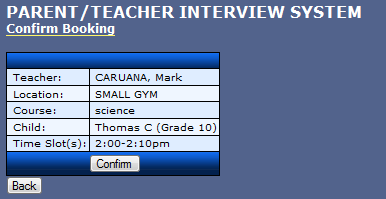 PARENT/TEACHER INTERVIEW SYSTEM
Confirm Booking
Teacher: CARUANA, Mark
Location: SMALL GYM
Course: science
Child: Thomas C (Grade 10)
Time Slot(s): 2:00-2:10pm
Confirm
Back